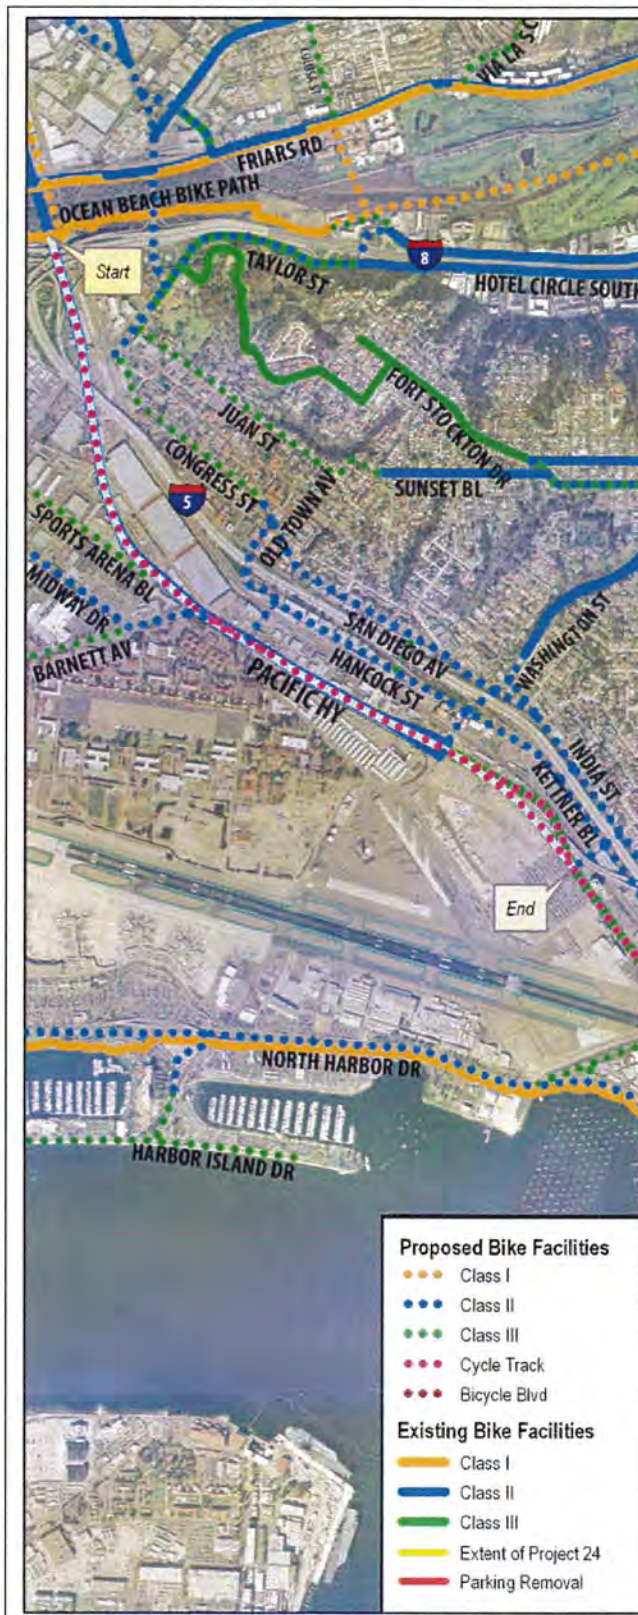 VIA LA
FRIARS RD
OCEAN BEACH BIKE PATH
Start
TAYLOR ST
8
HOTEL CIRCLE SOUTH
FORT STOCKTON DR
JUAN ST
CONGRESS ST
SUNSET BL
5
OLD TOWN AV
SPORTS ARENA BL
MIDWAY DR
BARNETT AV
SAN DIEGO AV
WASHINGTON ST
HANCOCK ST
PACIFIC HY
INDIA ST
KETTNER BL
End
NORTH HARBOR DR
HARBOR ISLAND DR
Proposed Bike Facilities
Class I
Class II
Class III
Cycle Track
Bicycle Blvd
Existing Bike Facilities
Class I
Class II
Class III
Extent of Project 24
Parking Removal